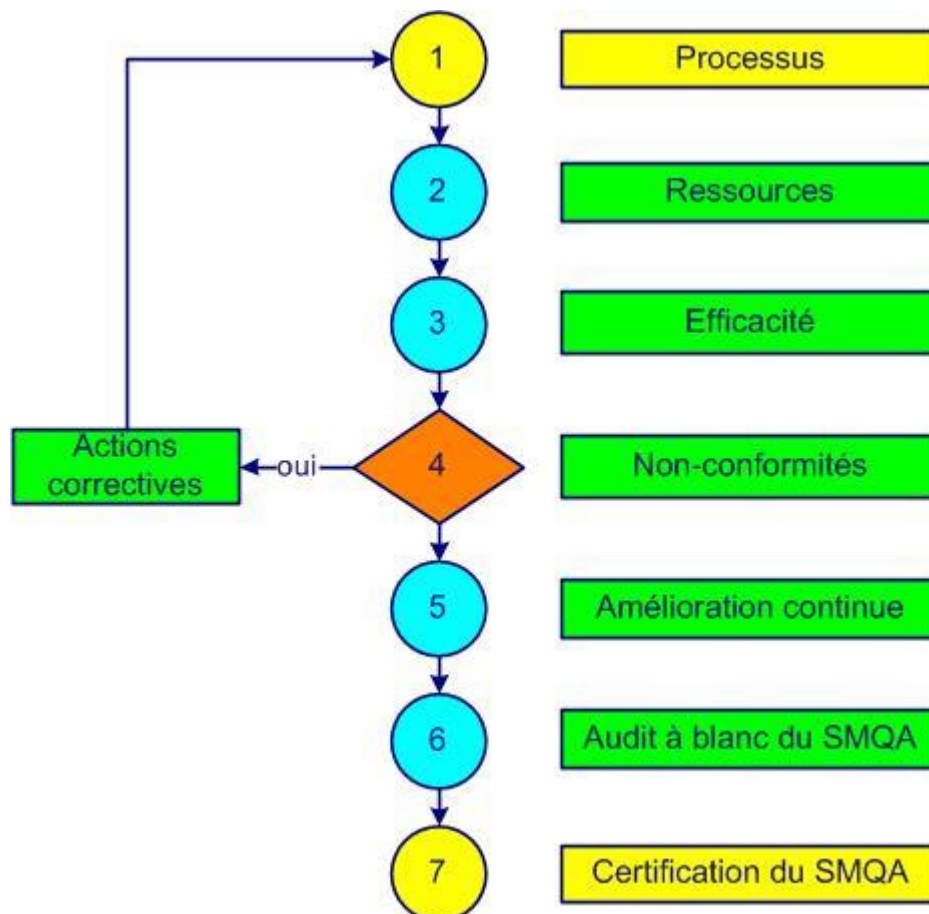 1
Processus
2
Ressources
3
Efficacité
Actions
correctives
oui
4
Non-conformités
5
Amélioration continue
6
Audit à blanc du SMQA
7
Certification du SMQA